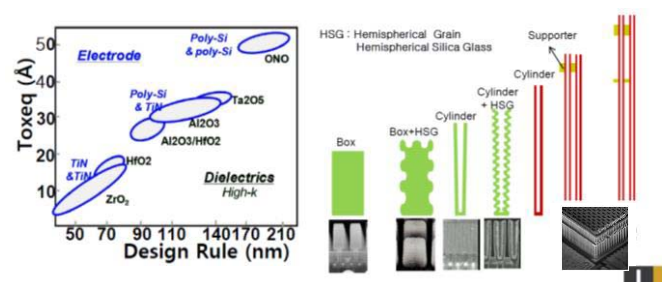 Toxeq (Å)
50
40
30
20
10
50 70 90 110 140 170 210
Design Rule (nm)
Electrode
Poly-Si
& poly-Si
ONO
Poly-Si
& TiN
Ta2O5
Al2O3
Al2O3/HfO2
TiN
&TiN
HfO2
ZrO2
Dielectrics
High-k
HSG : Hemispherical Grain
Hemispherical Silica Glass
Supporter
Cylinder
Cylinder
+ HSG
Cylinder
Box+HSG
Box